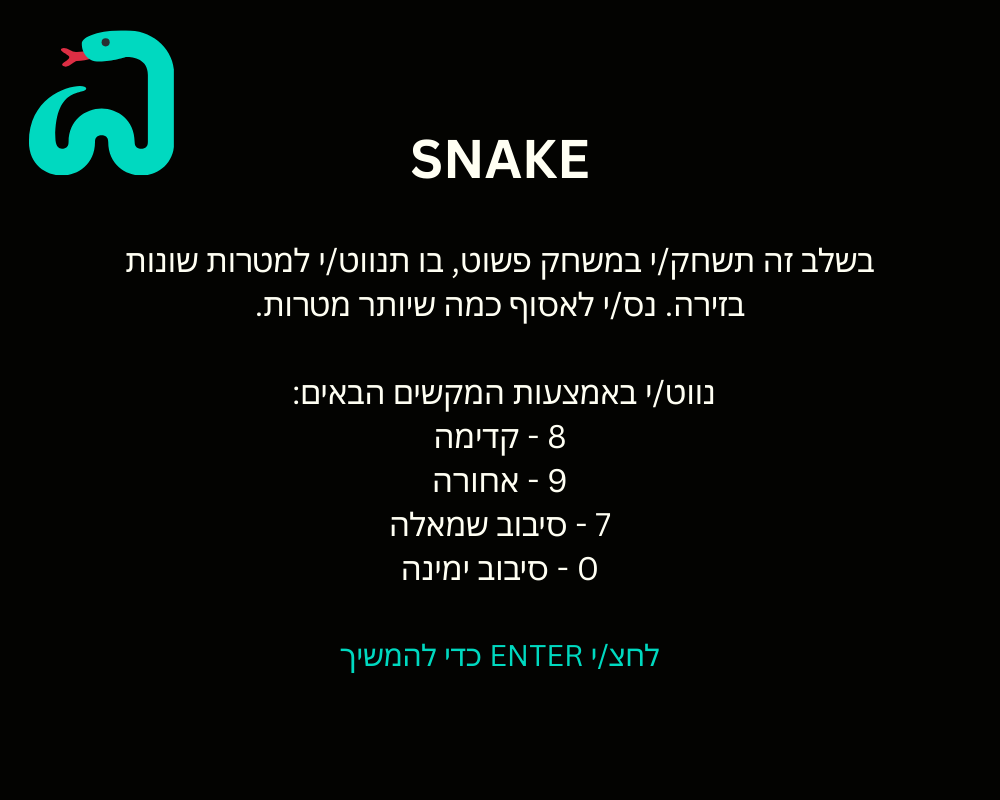 SNAKE
בשלב זה תשחק/י במשחק פשוט, בו תנווט/י למטרות שונות
בזירה. נס/י לאסוף כמה שיותר מטרות.
נווט/י באמצעות המקשים הבאים:
8 - קדימה
9 - אחורה
7 - סיבוב שמאלה
0 - סיבוב ימינה
לחצ/י ENTER כדי להמשיך